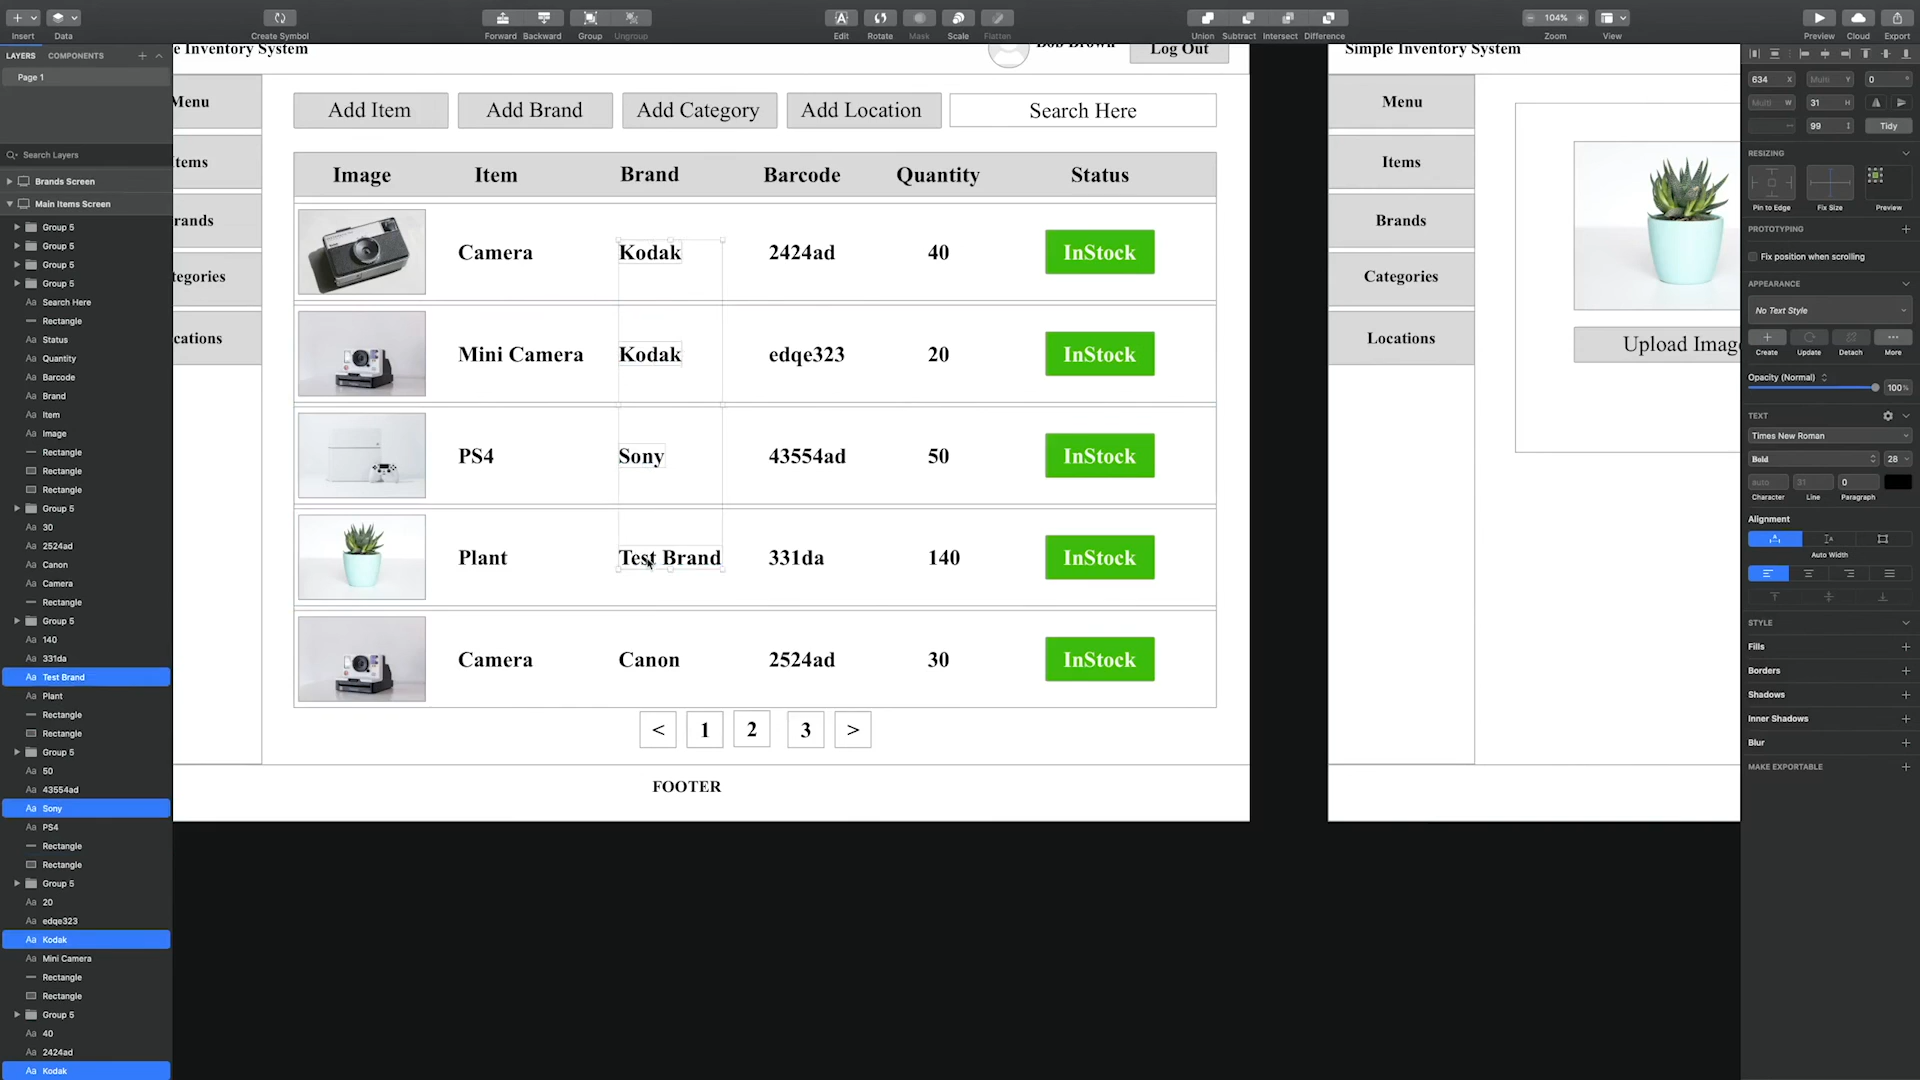 Insert
Data
Create Symbol
Forward
Backward
Group
Ungroup
Edit
Rotate
Mask
Scale
Flatten
Union
Subtract
Intersect
Difference
104%
Zoom
View
Preview
Cloud
Export
LAYERS
COMPONENTS
Page 1
Search Layers
Brands Screen
Main Items Screen
Group 5
Group 5
Group 5
Group 5
Search Here
Rectangle
Status
Quantity
Barcode
Brand
Item
Image
Rectangle
Rectangle
Rectangle
Group 5
30
2524ad
Canon
Camera
Rectangle
Group 5
140
331da
Test Brand
Plant
Rectangle
Rectangle
Group 5
50
43554ad
Sony
PS4
Rectangle
Rectangle
Group 5
20
edqe323
Kodak
Mini Camera
Rectangle
Rectangle
Group 5
40
2424ad
Kodak
e Inventory System
Bob Brown
Log Out
Menu
tems
rands
tegories
cations
Add Item
Add Brand
Add Category
Add Location
Search Here
Image Item Brand Barcode Quantity Status
Camera Kodak 2424ad 40 InStock
Mini Camera Kodak edqe323 20 InStock
PS4 Sony 43554ad 50 InStock
Plant Test Brand 331da 140 InStock
Camera Canon 2524ad 30 InStock
< 1 2 3 >
FOOTER
Simple Inventory System
Menu
Items
Brands
Categories
Locations
Upload Image
634 X
Multi Y
0 °
Multi W
31 H
99
Tidy
RESIZING
Pin to Edge
Fix Size
Preview
PROTOTYPING
Fix position when scrolling
APPEARANCE
No Text Style
Create
Update
Detach
More
Opacity (Normal)
100%
TEXT
Times New Roman
Bold
28
auto
31
0
Character
Line
Paragraph
Alignment
Auto Width
STYLE
Fills
Borders
Shadows
Inner Shadows
Blur
MAKE EXPORTABLE